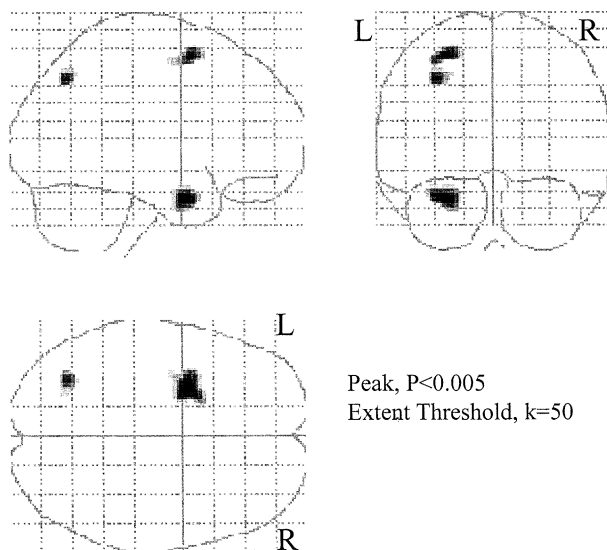 L
R
L
Peak, P<0.005
Extent Threshold, k=50
R